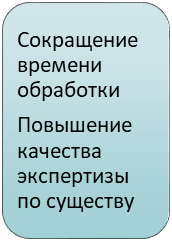 Сокращение
времени
обработки
Повышение
качества
экспертизы
по существу